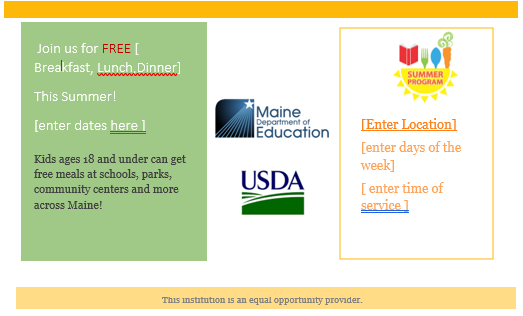 Join us for FREE [
Breakfast, Lunch,Dinner]
This Summer!
[enter dates here ]
Kids ages 18 and under can get
free meals at schools, parks,
community centers and more
across Maine!
Maine
Department of
Education
USDA
SUMMER
PROGRAM
[Enter Location]
[enter days of the
week]
[ enter time of
service ]
This institution is an equal opportunity provider.